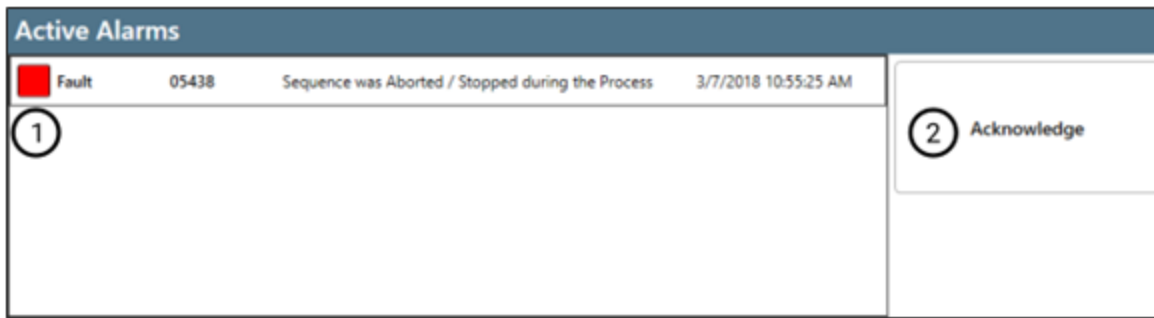 Active Alarms
Fault 05438 Sequence was Aborted / Stopped during the Process 3/7/2018 10:55:25 AM
1
2 Acknowledge